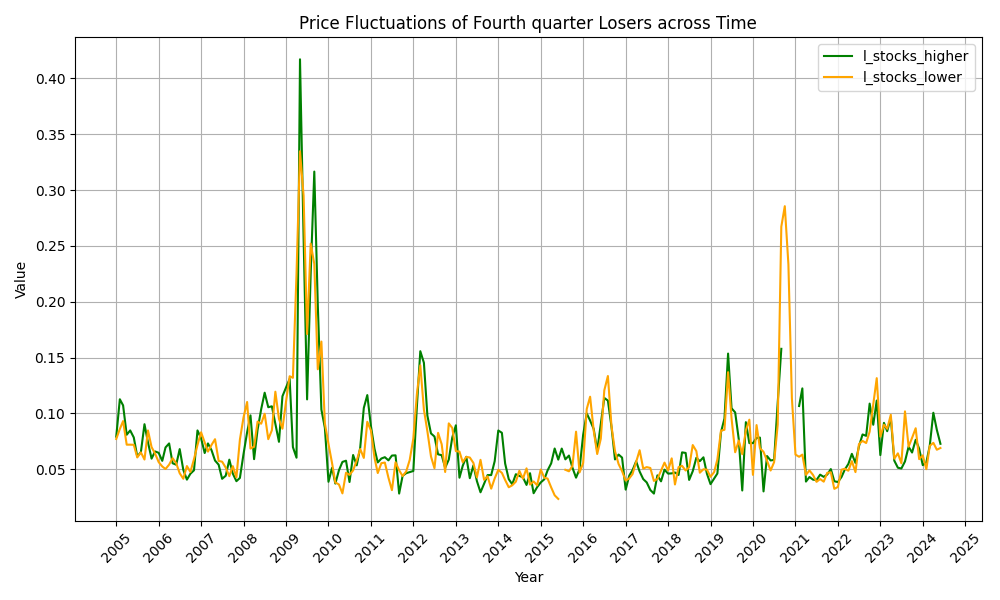 Price Fluctuations of Fourth quarter Losers across Time
l_stocks_higher
l_stocks_lower
Value
0.40
0.35
0.30
0.25
0.20
0.15
0.10
0.05
2005 2006 2007 2008 2009 2010 2011 2012 2013 2014 2015 2016 2017 2018 2019 2020 2021 2022 2023 2024 2025
Year